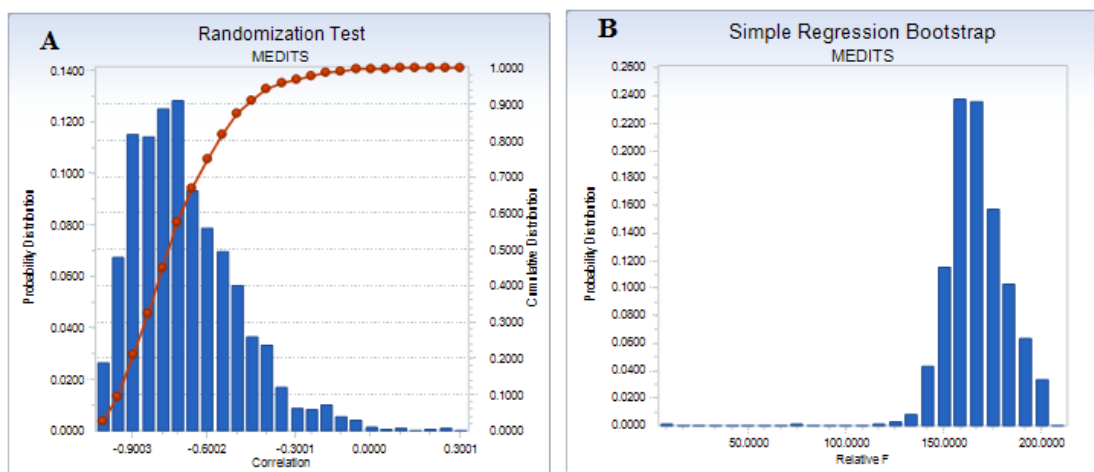 A
Randomization Test
MEDITS
0.1400
0.1200
0.1000
0.0800
0.0600
0.0400
0.0200
0.0000
Probability Distribution
1.0000
0.9000
0.8000
0.7000
0.6000
0.5000
0.4000
0.3000
0.2000
0.1000
0.0000
Cumulative Distribution
-0.9003 -0.6002 -0.3001 0.0000 0.3001
Correlation
B
Simple Regression Bootstrap
MEDITS
0.2600
0.2400
0.2200
0.2000
0.1800
0.1600
0.1400
0.1200
0.1000
0.0800
0.0600
0.0400
0.0200
0.0000
Probability Distribution
50.0000 100.0000 150.0000 200.0000
Relative F